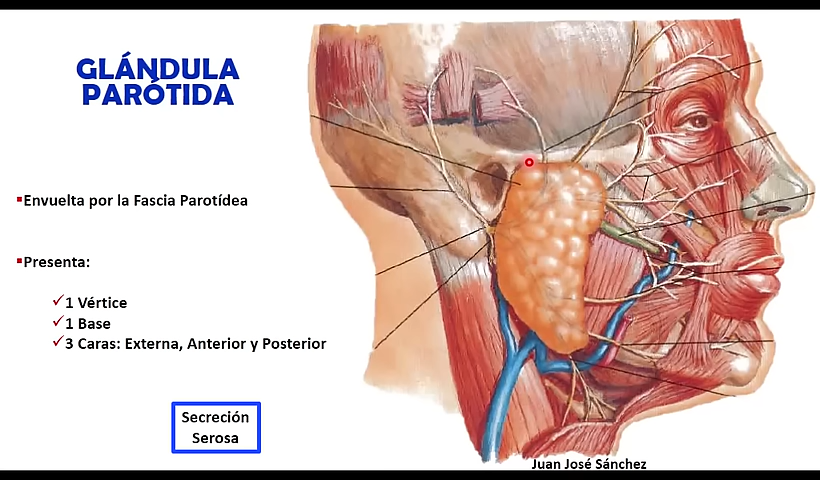 GLÁNDULA
PARÓTIDA
▪Envuelta por la Fascia Parotídea
▪Presenta:
✓1 Vértice
✓1 Base
✓3 Caras: Externa, Anterior y Posterior
Secreción
Serosa
Juan José Sánchez